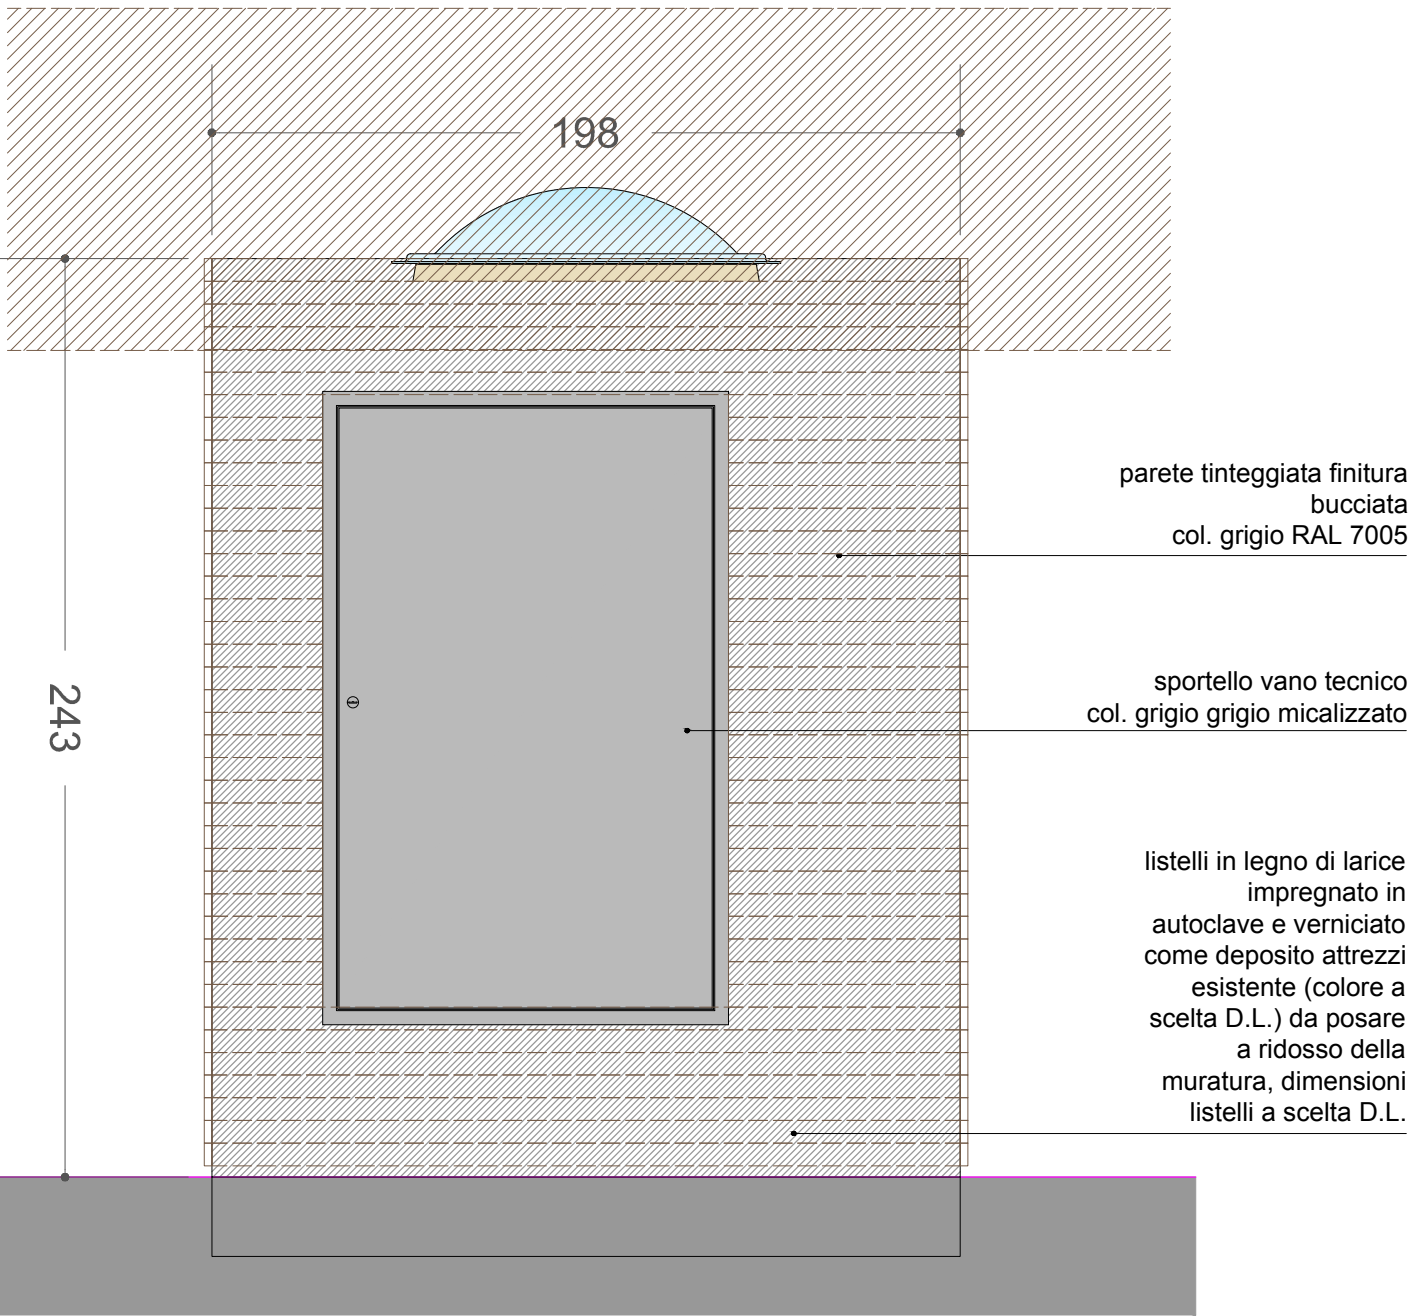 198
243
parete tinteggiata finitura
bucciata
col. grigio RAL 7005
sportello vano tecnico
col. grigio grigio micalizzato
listelli in legno di larice
impregnato in
autoclave e verniciato
come deposito attrezzi
esistente (colore a
scelta D.L.) da posare
a ridosso della
muratura, dimensioni
listelli a scelta D.L.